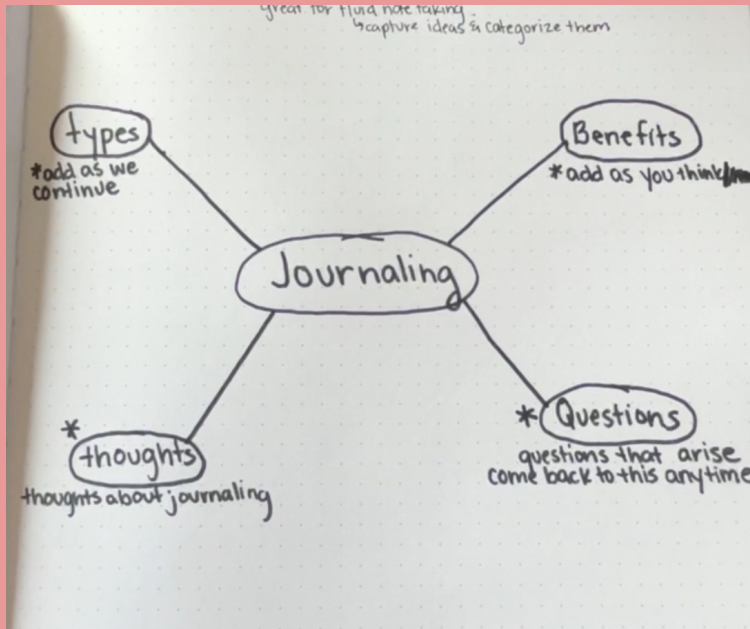 great for fluid note taking
↳capture ideas & categorize them
types
*add as we
continue
Benefits
*add as you think
Journaling
*
thoughts
thoughts about journaling
* Questions
questions that arise
come back to this anytime